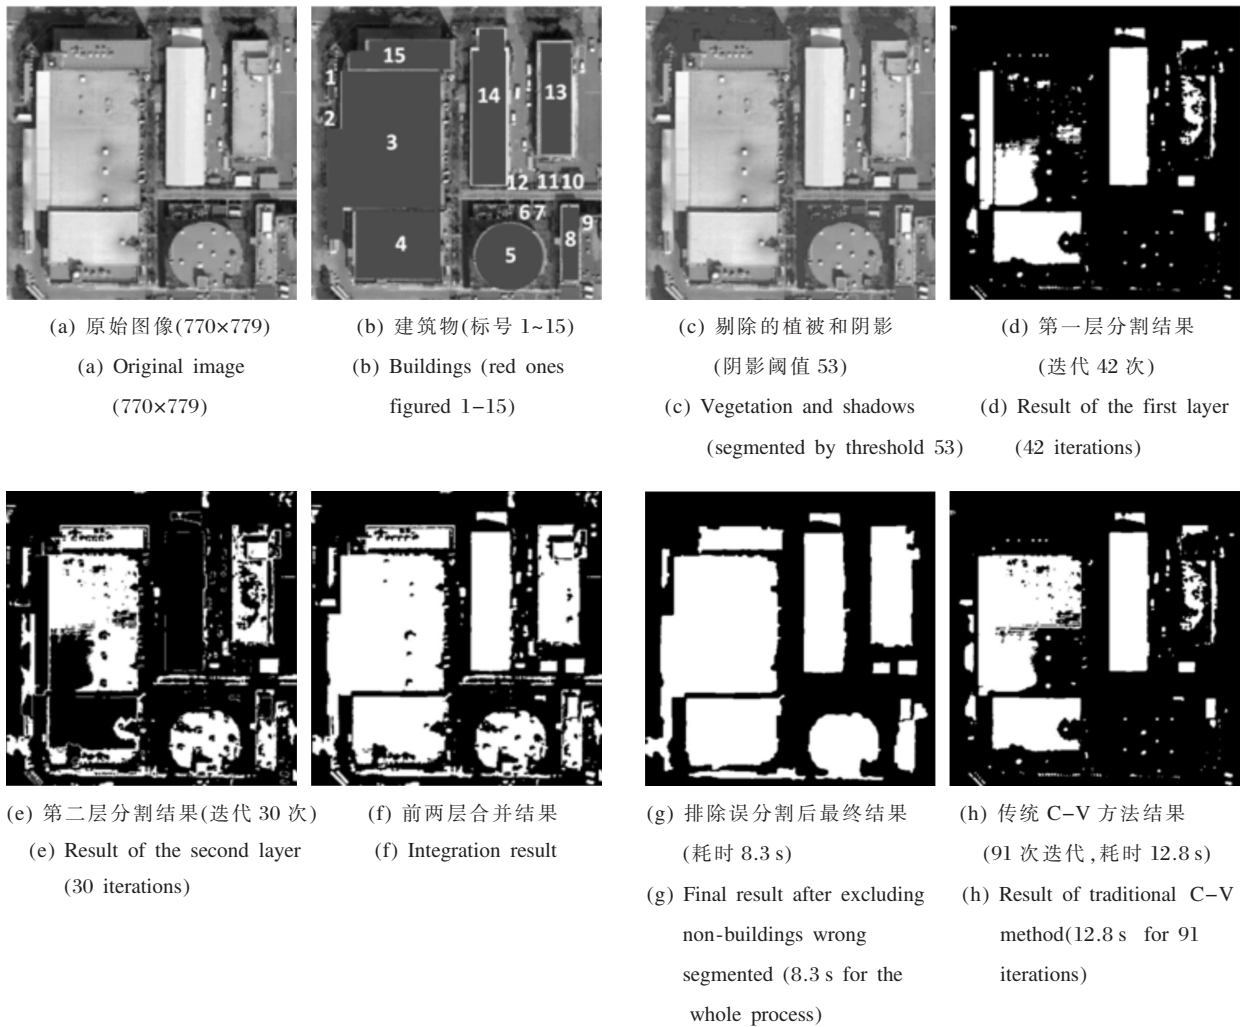 1
2
3
4
5
6
7
8
9
10
11
12
13
14
15
(a) 原始图像(770×779)
(a) Original image
(770×779)
(b) 建筑物(标号 1~15)
(b) Buildings (red ones
figured 1−15)
(c) 剔除的植被和阴影
(阴影阈值 53)
(c) Vegetation and shadows
(segmented by threshold 53)
(d) 第一层分割结果
(迭代 42 次)
(d) Result of the first layer
(42 iterations)
(e) 第二层分割结果(迭代 30 次)
(e) Result of the second layer
(30 iterations)
(f) 前两层合并结果
(f) Integration result
(g) 排除误分割后最终结果
(耗时 8.3 s)
(g) Final result after excluding
non-buildings wrong
segmented (8.3 s for the
whole process)
(h) 传统 C−V 方法结果
(91 次迭代,耗时 12.8 s)
(h) Result of traditional C−V
method(12.8 s for 91
iterations)